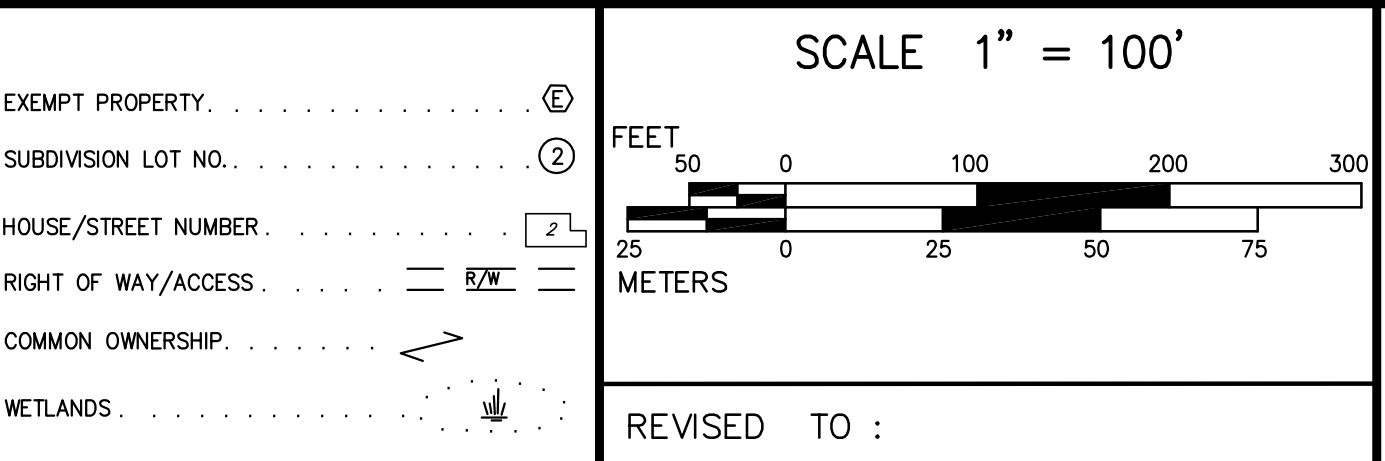 EXEMPT PROPERTY. . . . . . . . . . . . . . E
SUBDIVISION LOT NO.. . . . . . . . . . . . . 2
HOUSE/STREET NUMBER . . . . . . . . . . . 2
RIGHT OF WAY/ACCESS . . . . . . R/W
COMMON OWNERSHIP. . . . . . .
WETLANDS . . . . . . . . . . . . . .
SCALE 1" = 100'
FEET
50 0 100 200 300
25 0 25 50 75
METERS
REVISED TO :